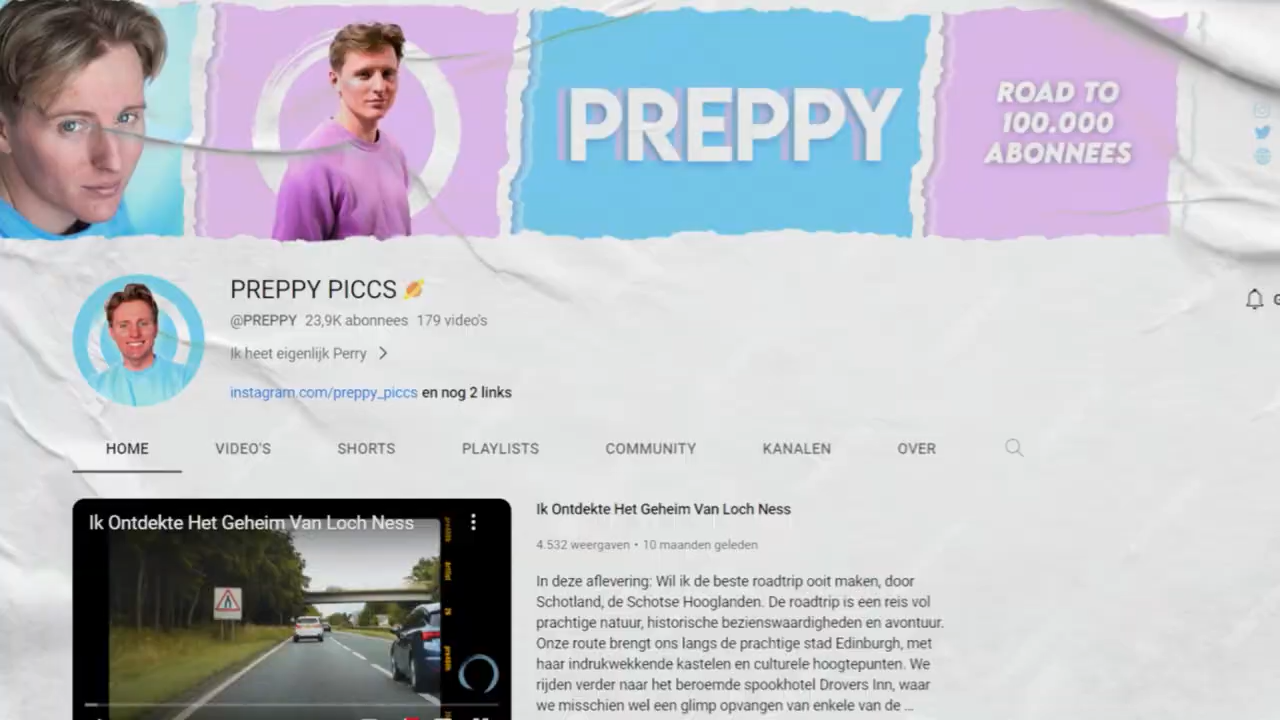 PREPPY
ROAD TO
100.000
ABONNEES
PREPPY PICCS
@PREPPY 23,9K abonnees 179 video's
Ik heet eigenlijk Perry
instagram.com/preppy_piccs en nog 2 links
HOME VIDEO'S SHORTS PLAYLISTS COMMUNITY KANALEN OVER
Ik Ontdekte Het Geheim Van Loch Ness
Ik Ontdekte Het Geheim Van Loch Ness
4.532 weergaven • 10 maanden geleden
In deze aflevering: Wil ik de beste roadtrip ooit maken, door
Schotland, de Schotse Hooglanden. De roadtrip is een reis vol
prachtige natuur, historische bezienswaardigheden en avontuur.
Onze route brengt ons langs de prachtige stad Edinburgh, met
haar indrukwekkende kastelen en culturele hoogtepunten. We
rijden verder naar het beroemde spookhotel Drovers Inn, waar
we misschien wel een glimp opvangen van enkele van de ...